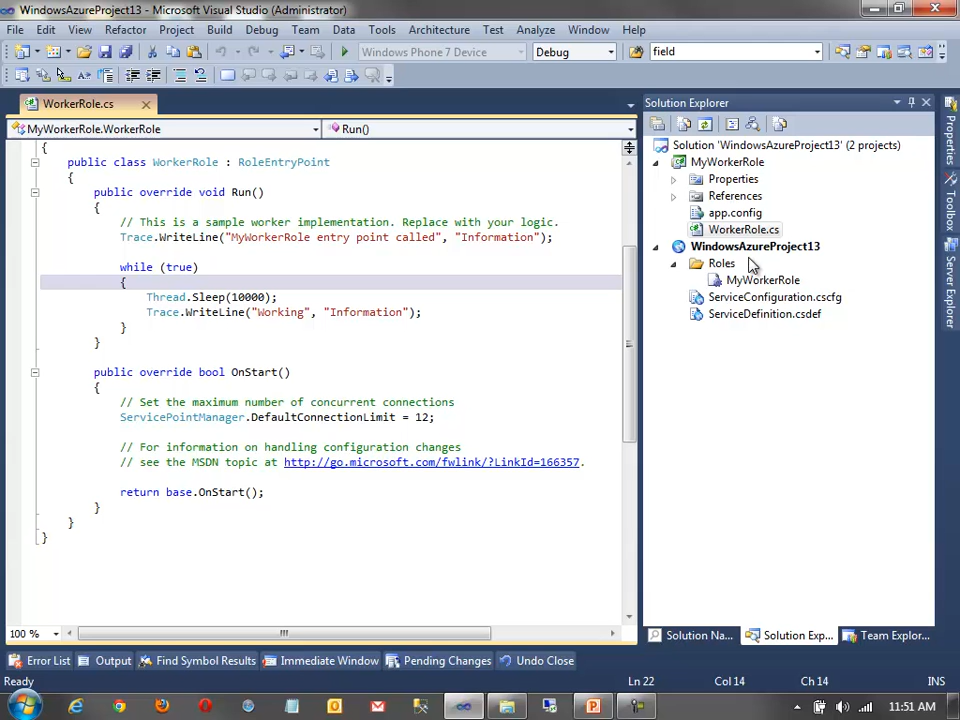 WindowsAzureProject13 - Microsoft Visual Studio (Administrator)
File Edit View Refactor Project Build Debug Team Data Tools Architecture Test Analyze Window Help
Windows Phone 7 Device Debug field
WorkerRole.cs
MyWorkerRole.WorkerRole Run()
{
public class WorkerRole : RoleEntryPoint
{
public override void Run()
{
// This is a sample worker implementation. Replace with your logic.
Trace.WriteLine("MyWorkerRole entry point called", "Information");
while (true)
{
Thread.Sleep(10000);
Trace.WriteLine("Working", "Information");
}
}
public override bool OnStart()
{
// Set the maximum number of concurrent connections
ServicePointManager.DefaultConnectionLimit = 12;
// For information on handling configuration changes
// see the MSDN topic at http://go.microsoft.com/fwlink/?LinkId=166357.
return base.OnStart();
}
}
}
100 %
Solution Explorer
Solution 'WindowsAzureProject13' (2 projects)
MyWorkerRole
Properties
References
app.config
WorkerRole.cs
WindowsAzureProject13
Roles
MyWorkerRole
ServiceConfiguration.cscfg
ServiceDefinition.csdef
Solution Na... Solution Exp... Team Explor...
Properties
Toolbox
Server Explorer
Error List Output Find Symbol Results Immediate Window Pending Changes Undo Close
Ready Ln 22 Col 14 Ch 14 INS
11:51 AM